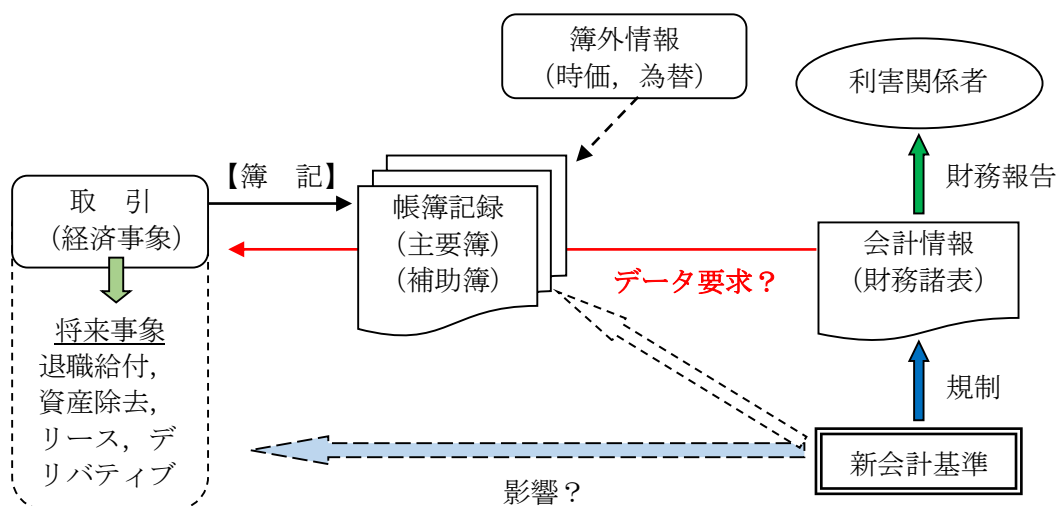 簿外情報
（時価，為替）
利害関係者
【簿　記】
財務報告
取　引
（経済事象）
帳簿記録
（主要簿）
（補助簿）
会計情報
（財務諸表）
データ要求？
将来事象
退職給付，
資産除去，
リース，デ
リバティブ
規制
新会計基準
影響？